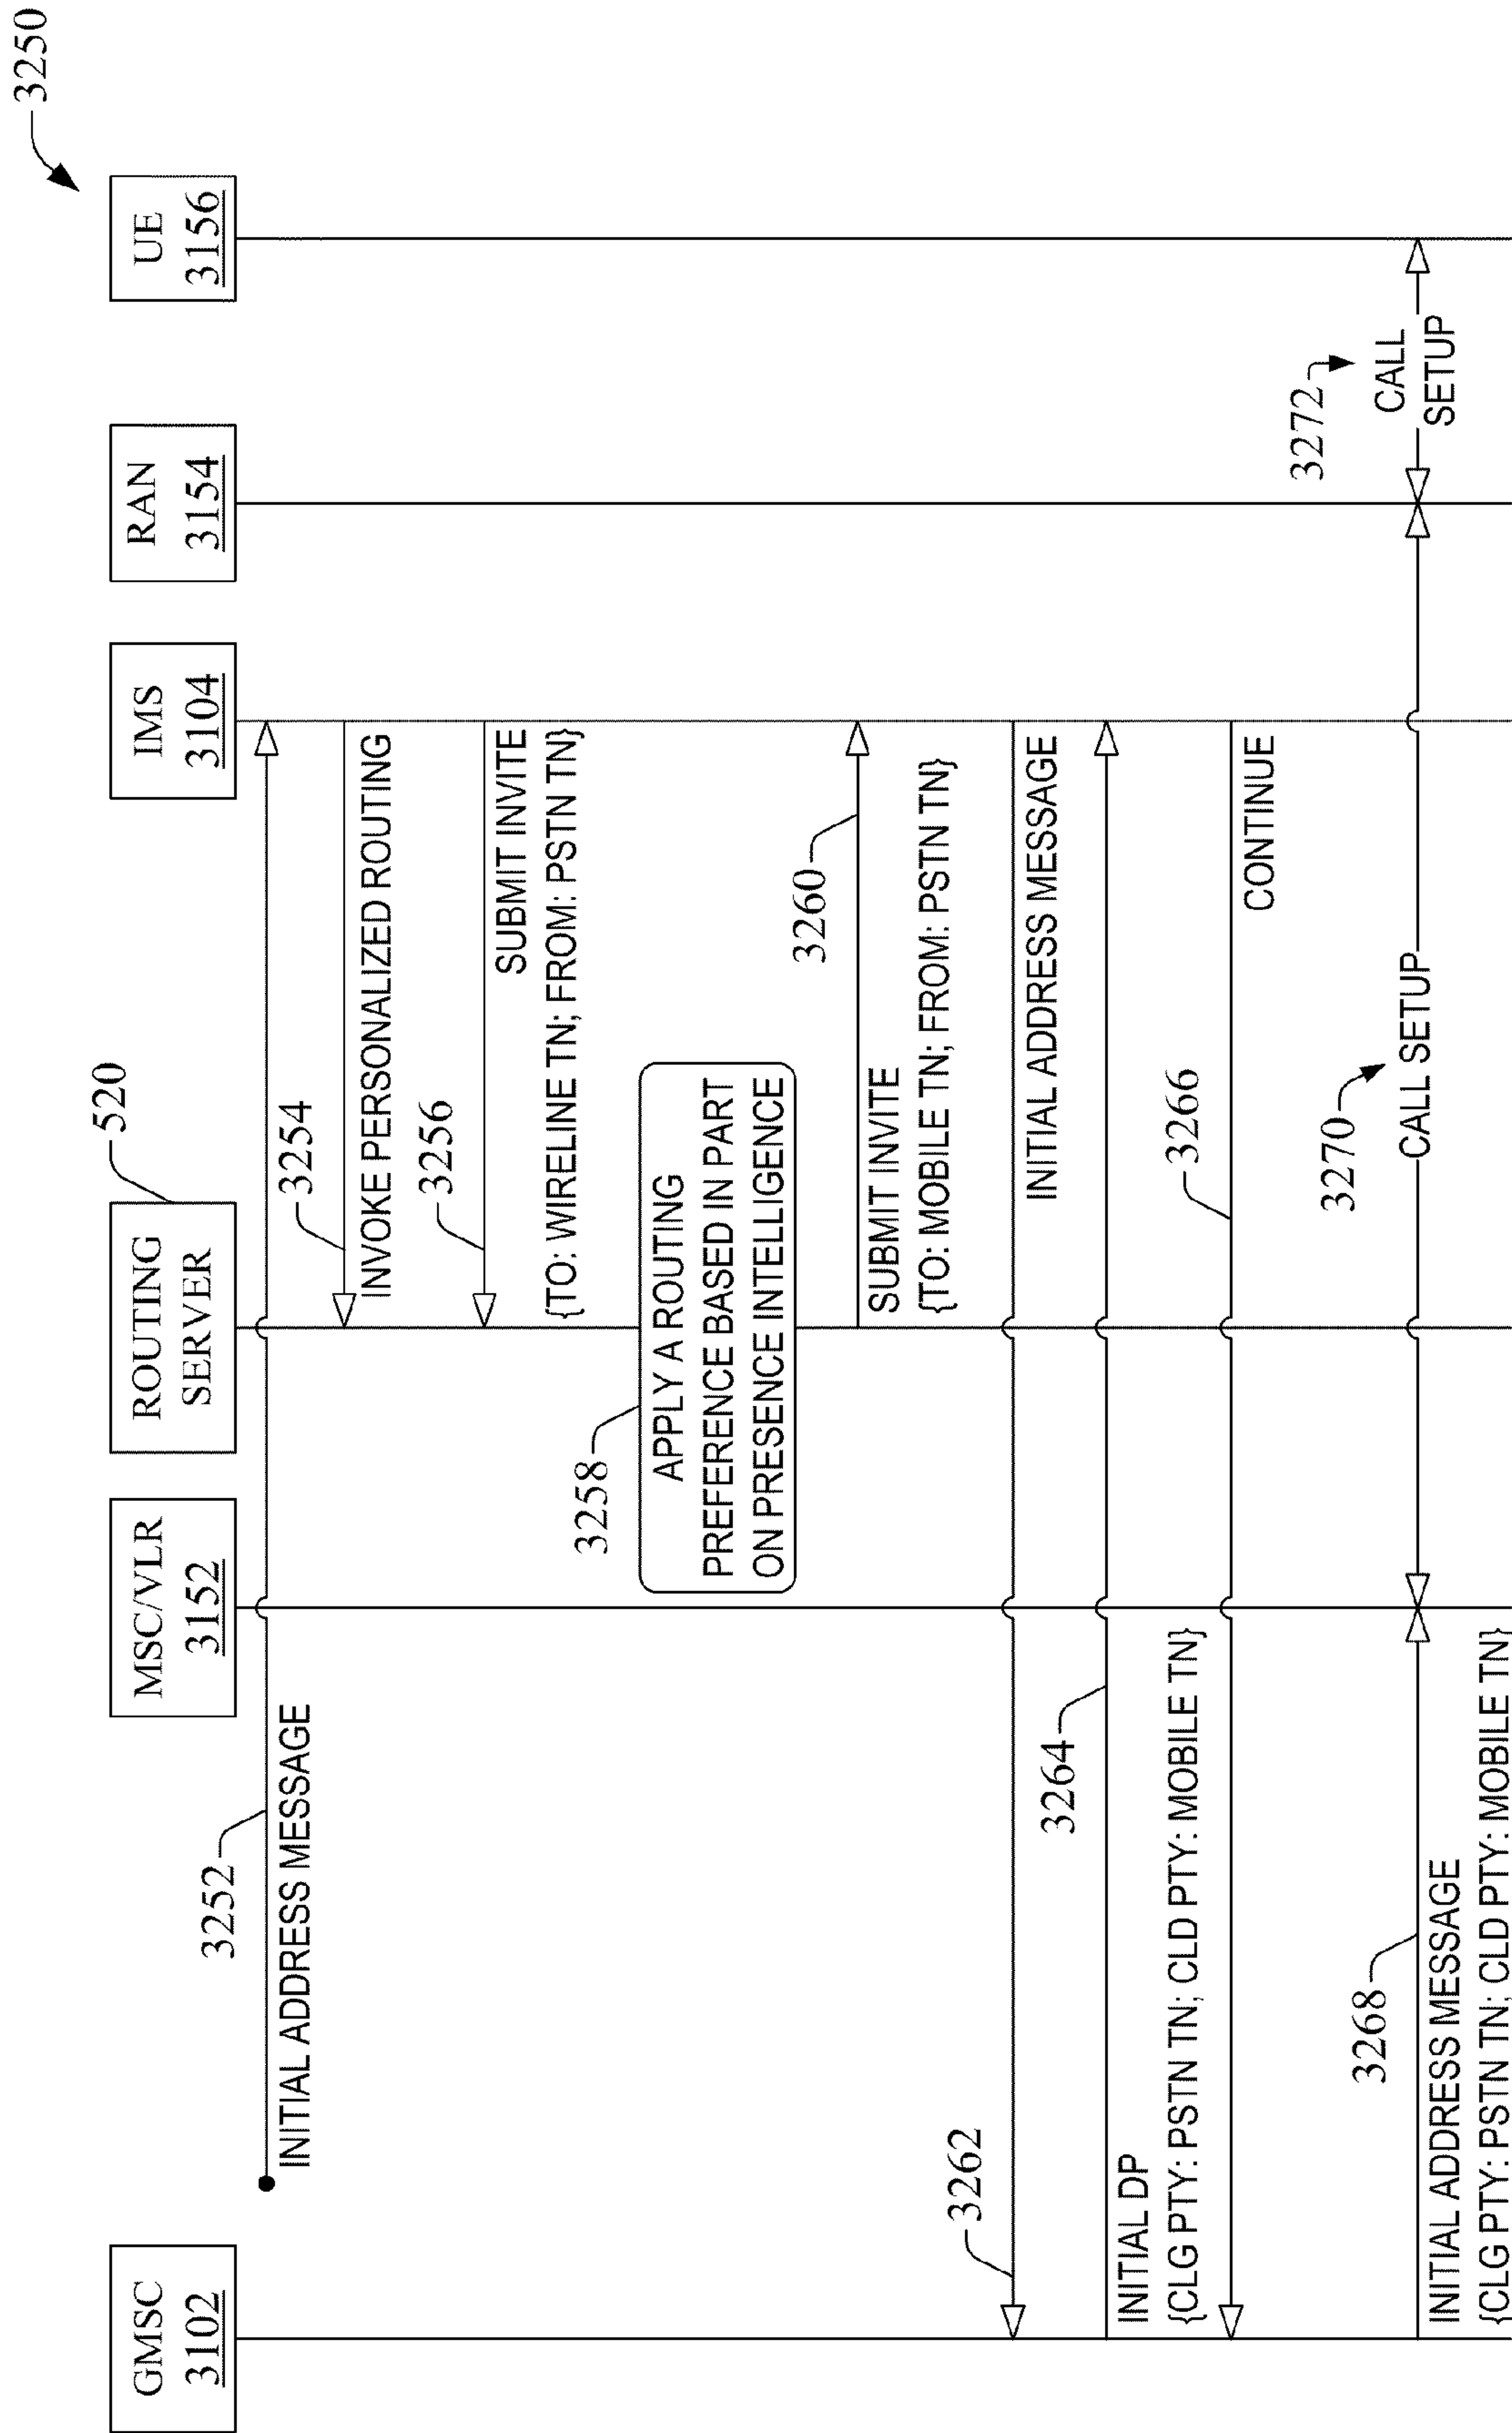 3250
GMSC
3102
MSC/VLR
3152
ROUTING
SERVER
520
IMS
3104
RAN
3154
UE
3156
3252
INITIAL ADDRESS MESSAGE
3254
INVOKE PERSONALIZED ROUTING
3256
SUBMIT INVITE
{TO: WIRELINE TN; FROM: PSTN TN}
3258
APPLY A ROUTING
PREFERENCE BASED IN PART
ON PRESENCE INTELLIGENCE
3260
SUBMIT INVITE
{TO: MOBILE TN; FROM: PSTN TN}
3262
INITIAL ADDRESS MESSAGE
3264
INITIAL DP
{CLG PTY: PSTN TN; CLD PTY: MOBILE TN}
3266
CONTINUE
3268
INITIAL ADDRESS MESSAGE
{CLG PTY: PSTN TN; CLD PTY: MOBILE TN}
3270
CALL SETUP
3272
CALL
SETUP